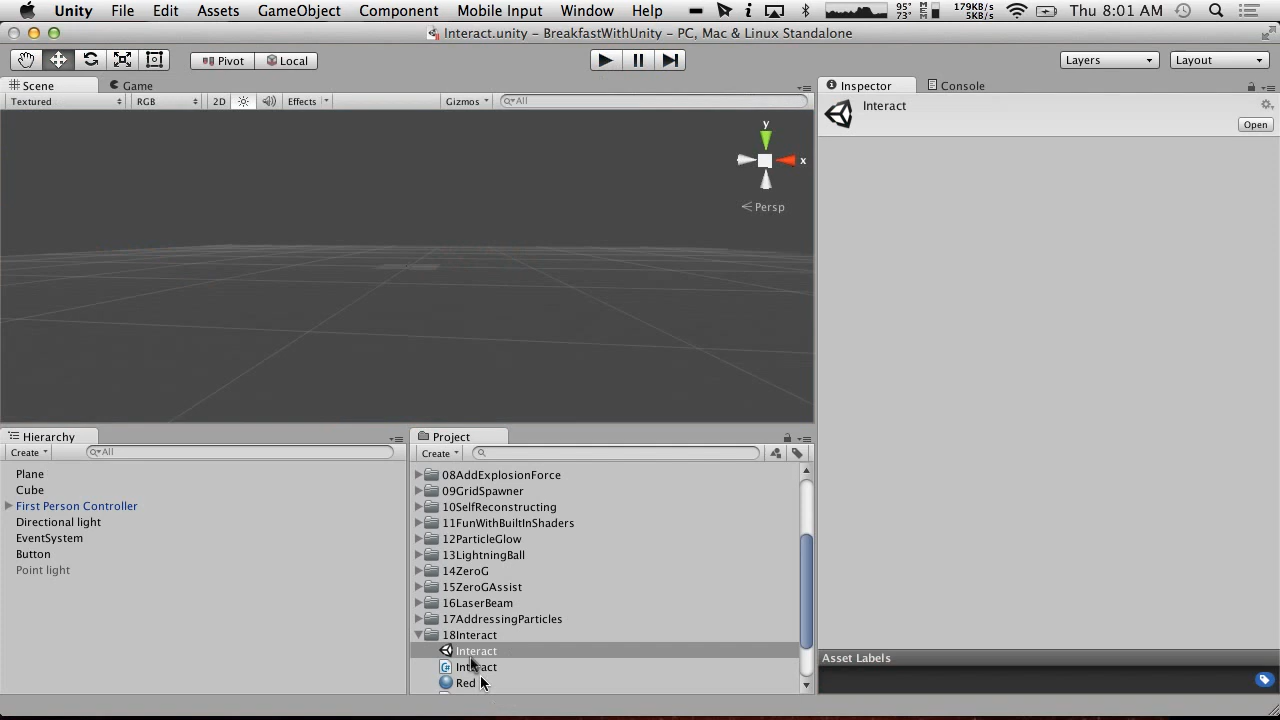 Unity File Edit Assets GameObject Component Mobile Input Window Help 95° 73° MEM 179KB/s 5KB/s Thu 8:01 AM
Interact.unity - BreakfastWithUnity - PC, Mac & Linux Standalone
Pivot Local Layers Layout
Scene Game Inspector Console
Textured RGB 2D Effects Gizmos All
Interact
Open
y
x
Persp
Hierarchy Project
Create All Create
Plane
Cube
First Person Controller
Directional light
EventSystem
Button
Point light
08AddExplosionForce
09GridSpawner
10SelfReconstructing
11FunWithBuiltInShaders
12ParticleGlow
13LightningBall
14ZeroG
15ZeroGAssist
16LaserBeam
17AddressingParticles
18Interact
Interact
Interact
Red
Asset Labels